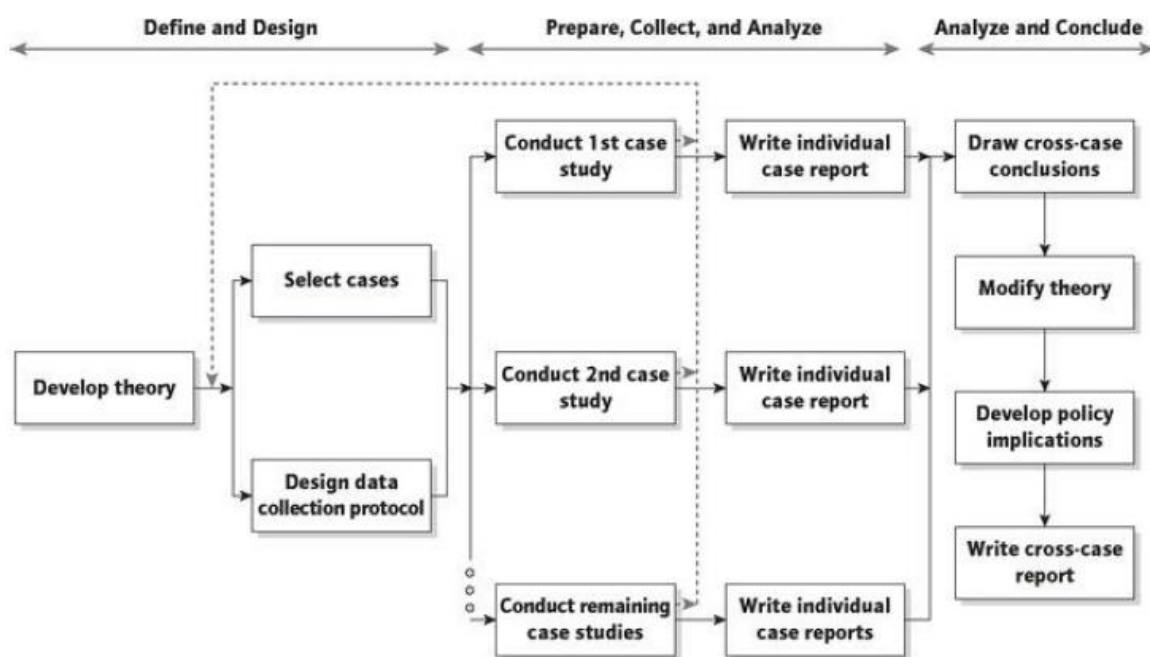 Define and Design
Prepare, Collect, and Analyze
Analyze and Conclude
Develop theory
Select cases
Design data
collection protocol
Conduct 1st case
study
Conduct 2nd case
study
Conduct remaining
case studies
Write individual
case report
Write individual
case report
Write individual
case reports
Draw cross-case
conclusions
Modify theory
Develop policy
implications
Write cross-case
report